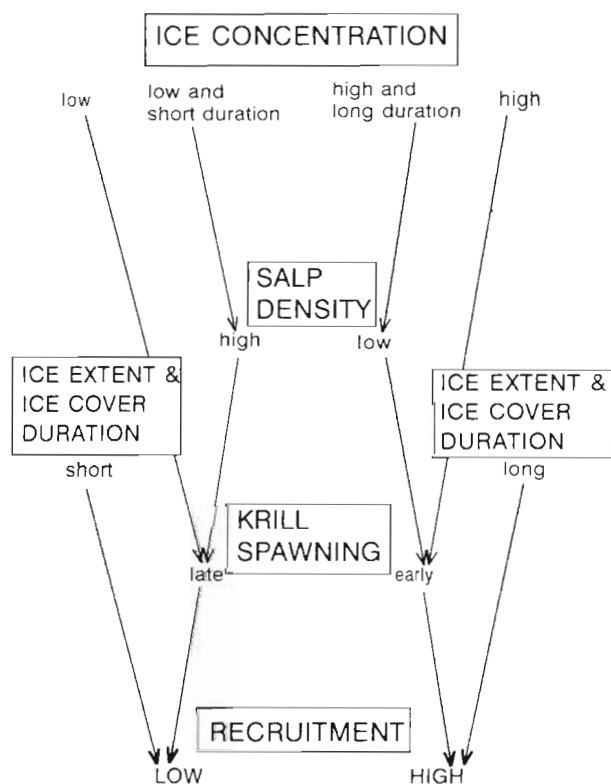 ICE CONCENTRATION
low
low and
short duration
high and
long duration
high
SALP
DENSITY
high
low
ICE EXTENT &
ICE COVER
DURATION
short
ICE EXTENT &
ICE COVER
DURATION
long
KRILL
SPAWNING
late
early
RECRUITMENT
LOW
HIGH